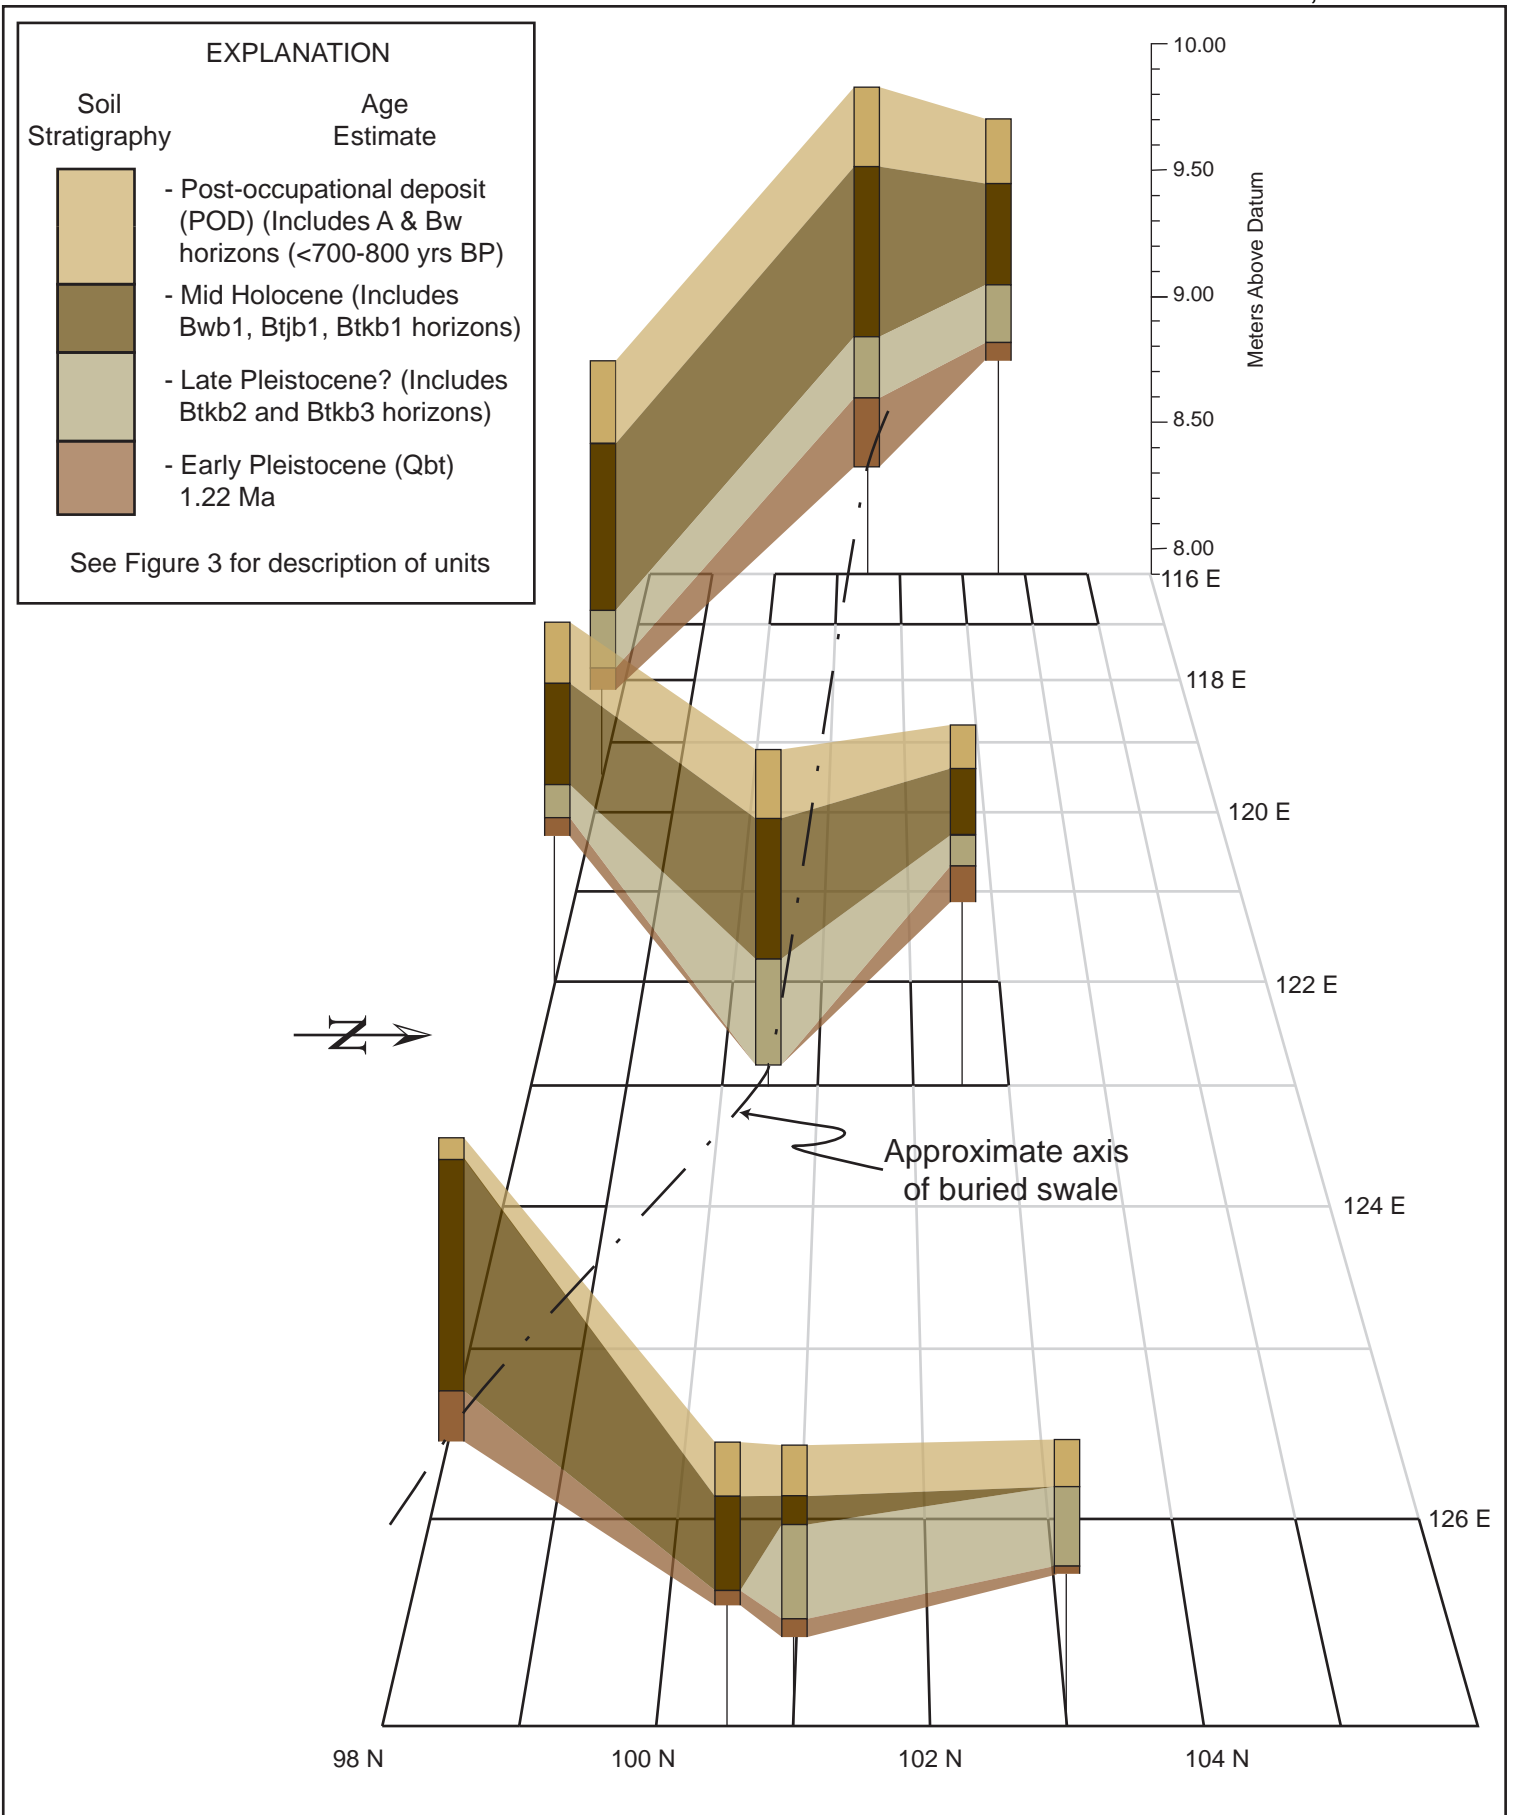 EXPLANATION
Soil
Stratigraphy
Age
Estimate
- Post-occupational deposit
(POD) (Includes A & Bw
horizons (<700-800 yrs BP)
- Mid Holocene (Includes
Bwb1, Btjb1, Btkb1 horizons)
- Late Pleistocene? (Includes
Btkb2 and Btkb3 horizons)
- Early Pleistocene (Qbt)
1.22 Ma
See Figure 3 for description of units
10.00
9.50
9.00
8.50
8.00
Meters Above Datum
116 E
118 E
120 E
122 E
124 E
126 E
N
Approximate axis
of buried swale
98 N
100 N
102 N
104 N